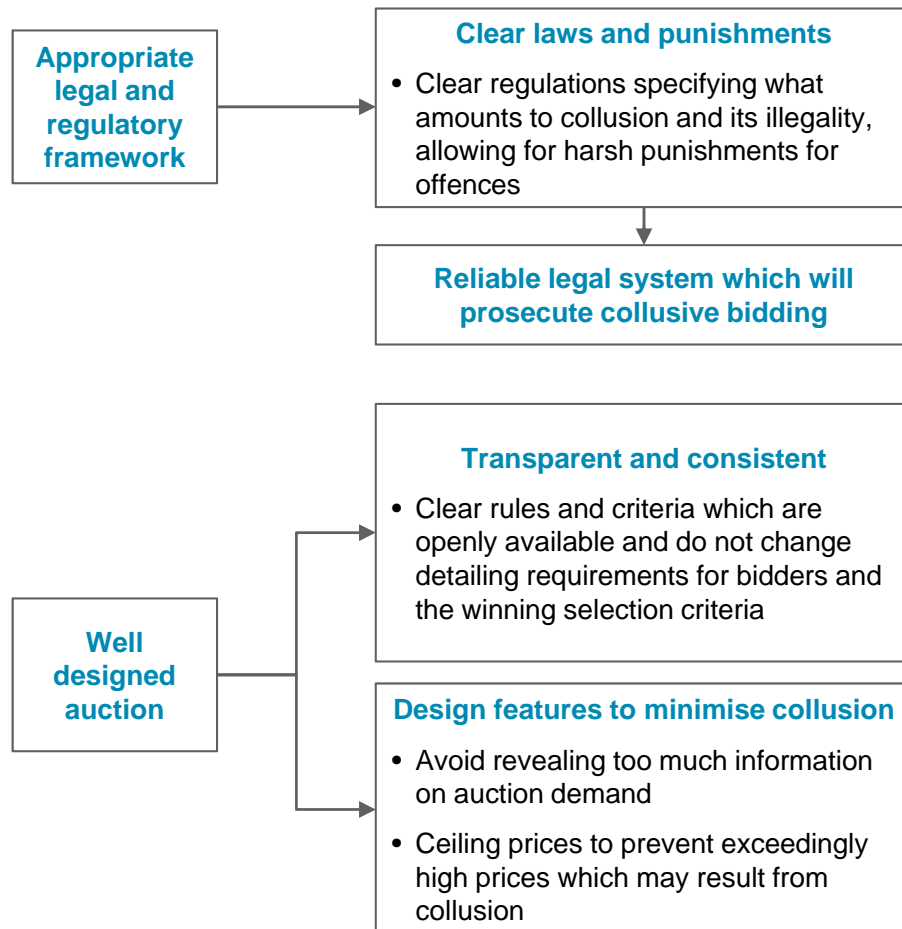 Appropriate
legal and
regulatory
framework
Clear laws and punishments
• Clear regulations specifying what
amounts to collusion and its illegality,
allowing for harsh punishments for
offences
Reliable legal system which will
prosecute collusive bidding
Well
designed
auction
Transparent and consistent
• Clear rules and criteria which are
openly available and do not change
detailing requirements for bidders and
the winning selection criteria
Design features to minimise collusion
• Avoid revealing too much information
on auction demand
• Ceiling prices to prevent exceedingly
high prices which may result from
collusion